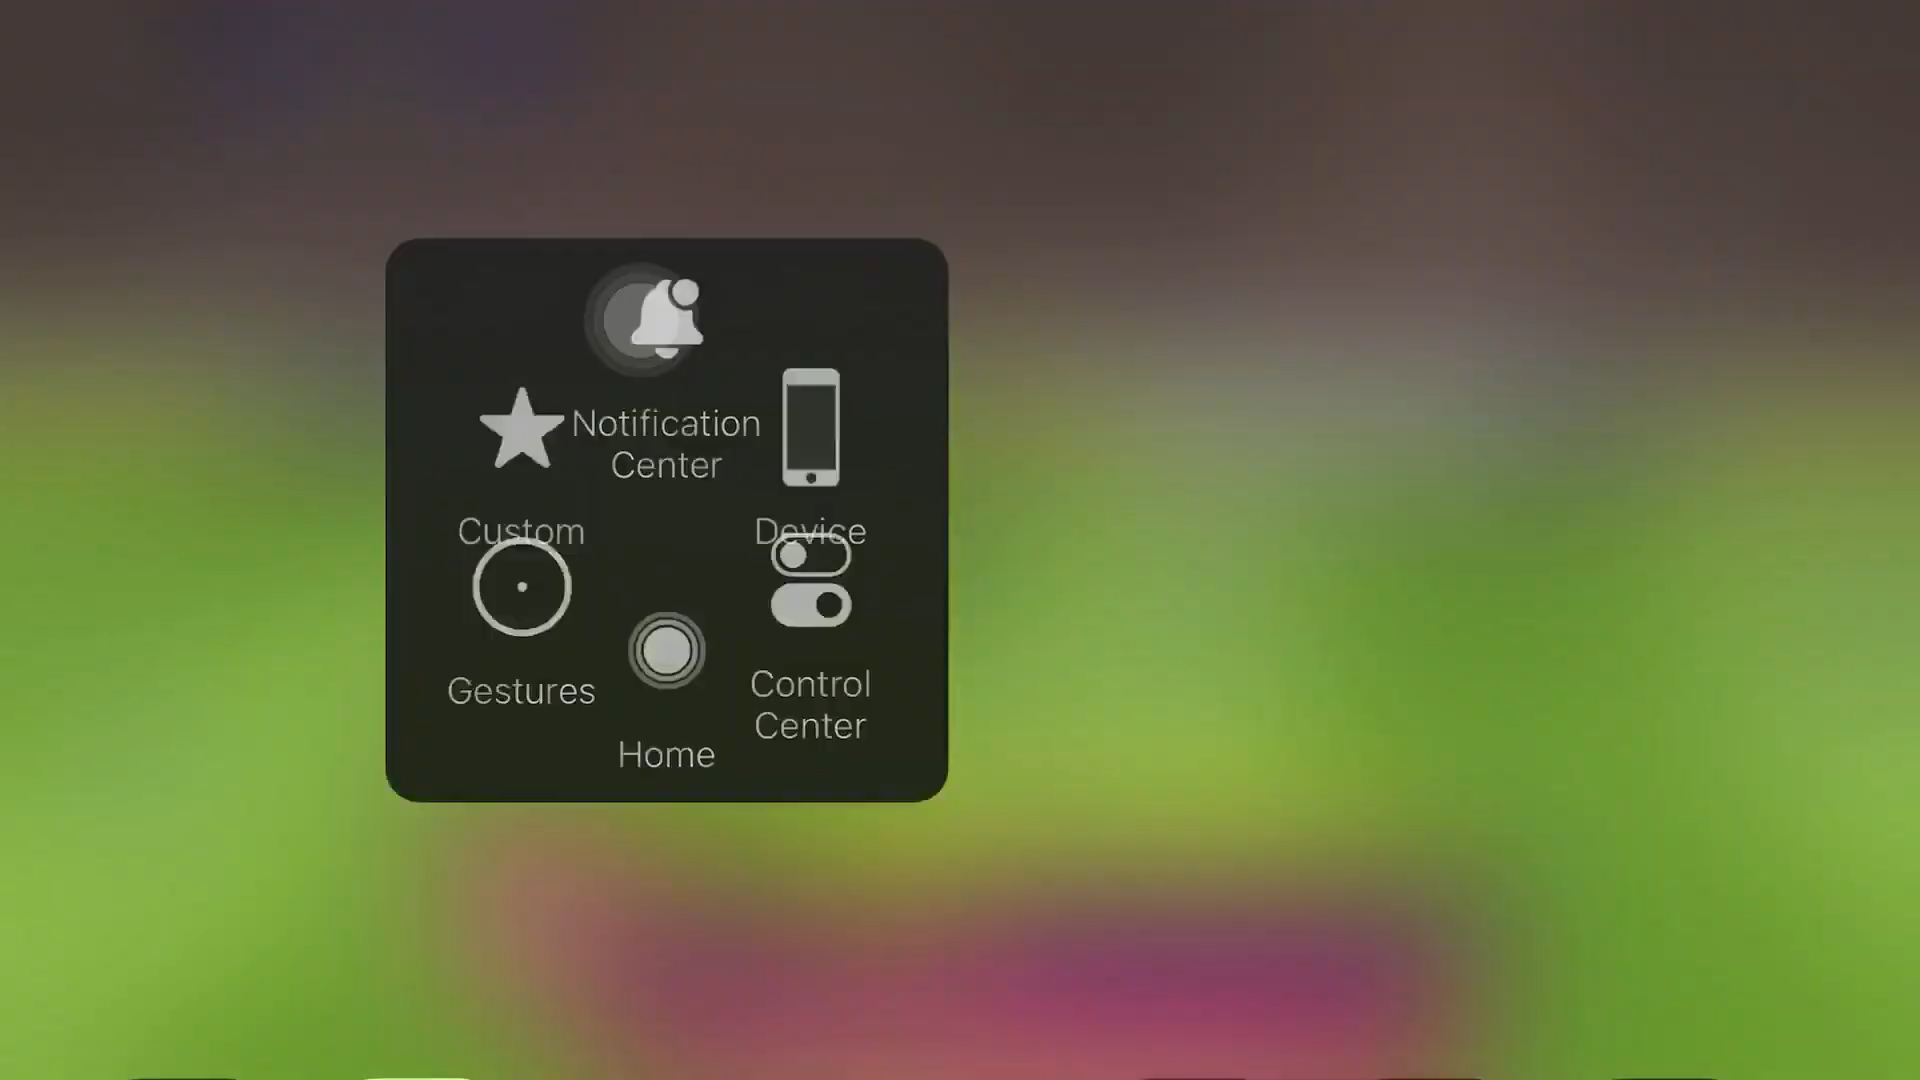 Notification
Center
Custom
Device
Gestures
Control
Center
Home